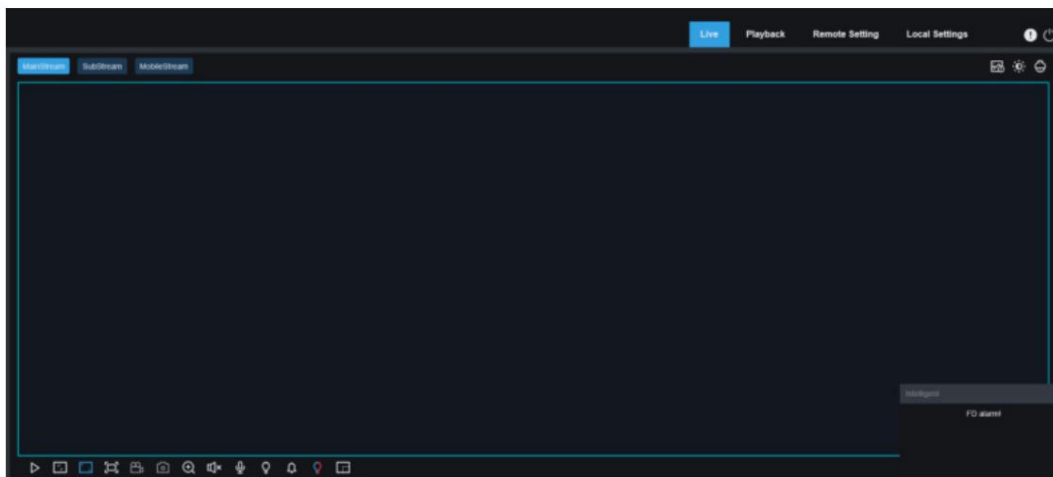 Live Playback Remote Setting Local Settings
MainStream SubStream MobileStream
Intelligent
FD alarm!